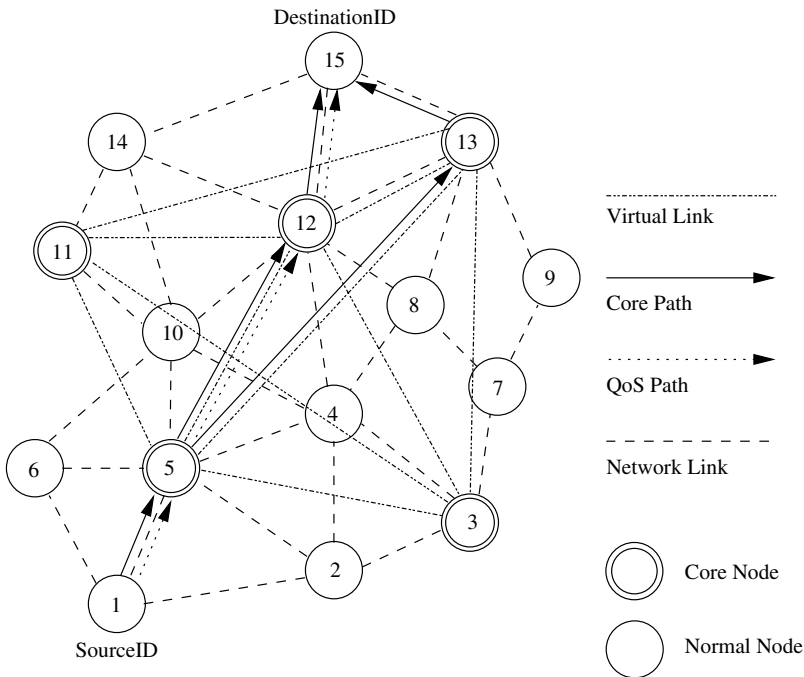 DestinationID
15
14
13
12
11
9
8
10
7
4
6
5
3
2
1
SourceID
Virtual Link
Core Path
QoS Path
Network Link
Core Node
Normal Node